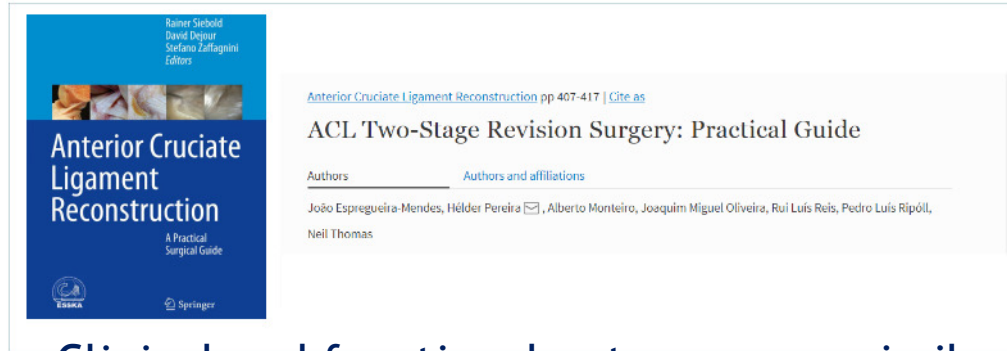 Rainer Siebold
David Dejour
Stefano Zaffagnini
Editors
Anterior Cruciate
Ligament
Reconstruction
A Practical
Surgical Guide
ESSKA
Springer
Anterior Cruciate Ligament Reconstruction pp 407-417 | Cite as
ACL Two-Stage Revision Surgery: Practical Guide
Authors
Authors and affiliations
João Espregueira-Mendes, Hélder Pereira, Alberto Monteiro, Joaquim Miguel Oliveira, Rui Luís Reis, Pedro Luís Ripóll,
Neil Thomas